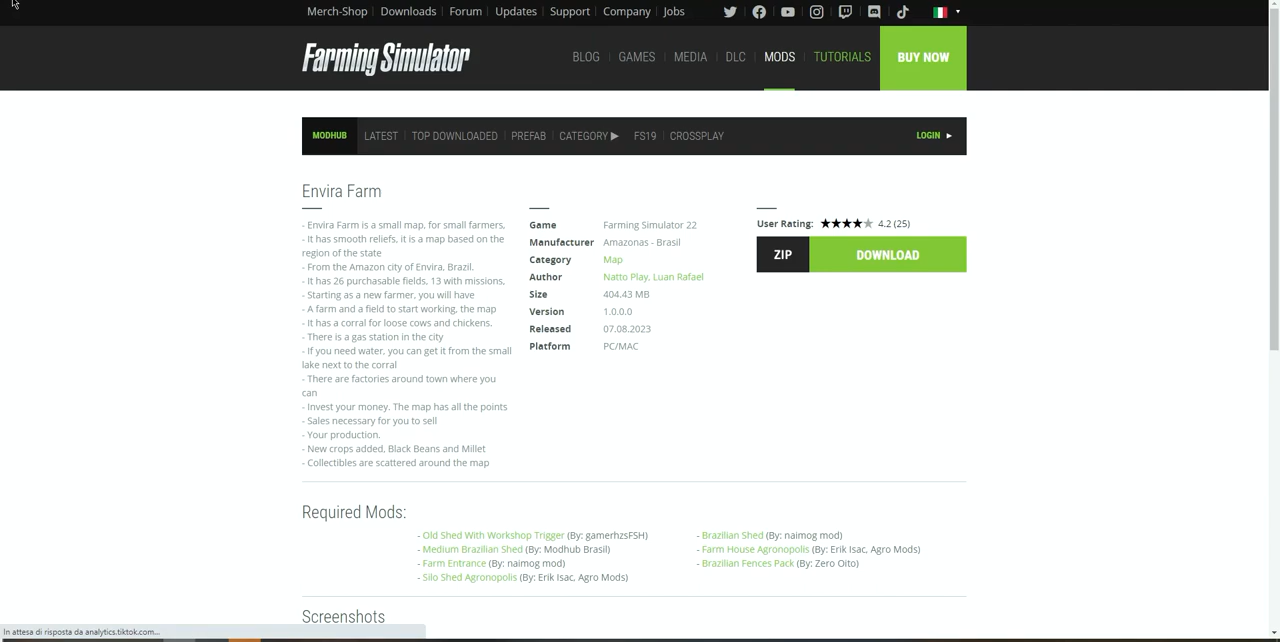 Merch-Shop Downloads Forum Updates Support Company Jobs
Farming Simulator
BLOG GAMES MEDIA DLC MODS TUTORIALS BUY NOW
MODHUB LATEST TOP DOWNLOADED PREFAB CATEGORY ▶ FS19 CROSSPLAY LOGIN ►
Envira Farm
- Envira Farm is a small map, for small farmers,
- It has smooth reliefs, it is a map based on the
region of the state
- From the Amazon city of Envira, Brazil.
- It has 26 purchasable fields, 13 with missions,
- Starting as a new farmer, you will have
- A farm and a field to start working, the map
- It has a corral for loose cows and chickens.
- There is a gas station in the city
- If you need water, you can get it from the small
lake next to the corral
- There are factories around town where you
can
- Invest your money. The map has all the points
- Sales necessary for you to sell
- Your production.
- New crops added, Black Beans and Millet
- Collectibles are scattered around the map
Game Farming Simulator 22
Manufacturer Amazonas - Brasil
Category Map
Author Natto Play, Luan Rafael
Size 404.43 MB
Version 1.0.0.0
Released 07.08.2023
Platform PC/MAC
User Rating: 4.2 (25)
ZIP DOWNLOAD
Required Mods:
- Old Shed With Workshop Trigger (By: gamerhzsFSH)
- Medium Brazilian Shed (By: Modhub Brasil)
- Farm Entrance (By: naimog mod)
- Silo Shed Agronopolis (By: Erik Isac, Agro Mods)
- Brazilian Shed (By: naimog mod)
- Farm House Agronopolis (By: Erik Isac, Agro Mods)
- Brazilian Fences Pack (By: Zero Oito)
Screenshots
In attesa di risposta da analytics.tiktok.com...